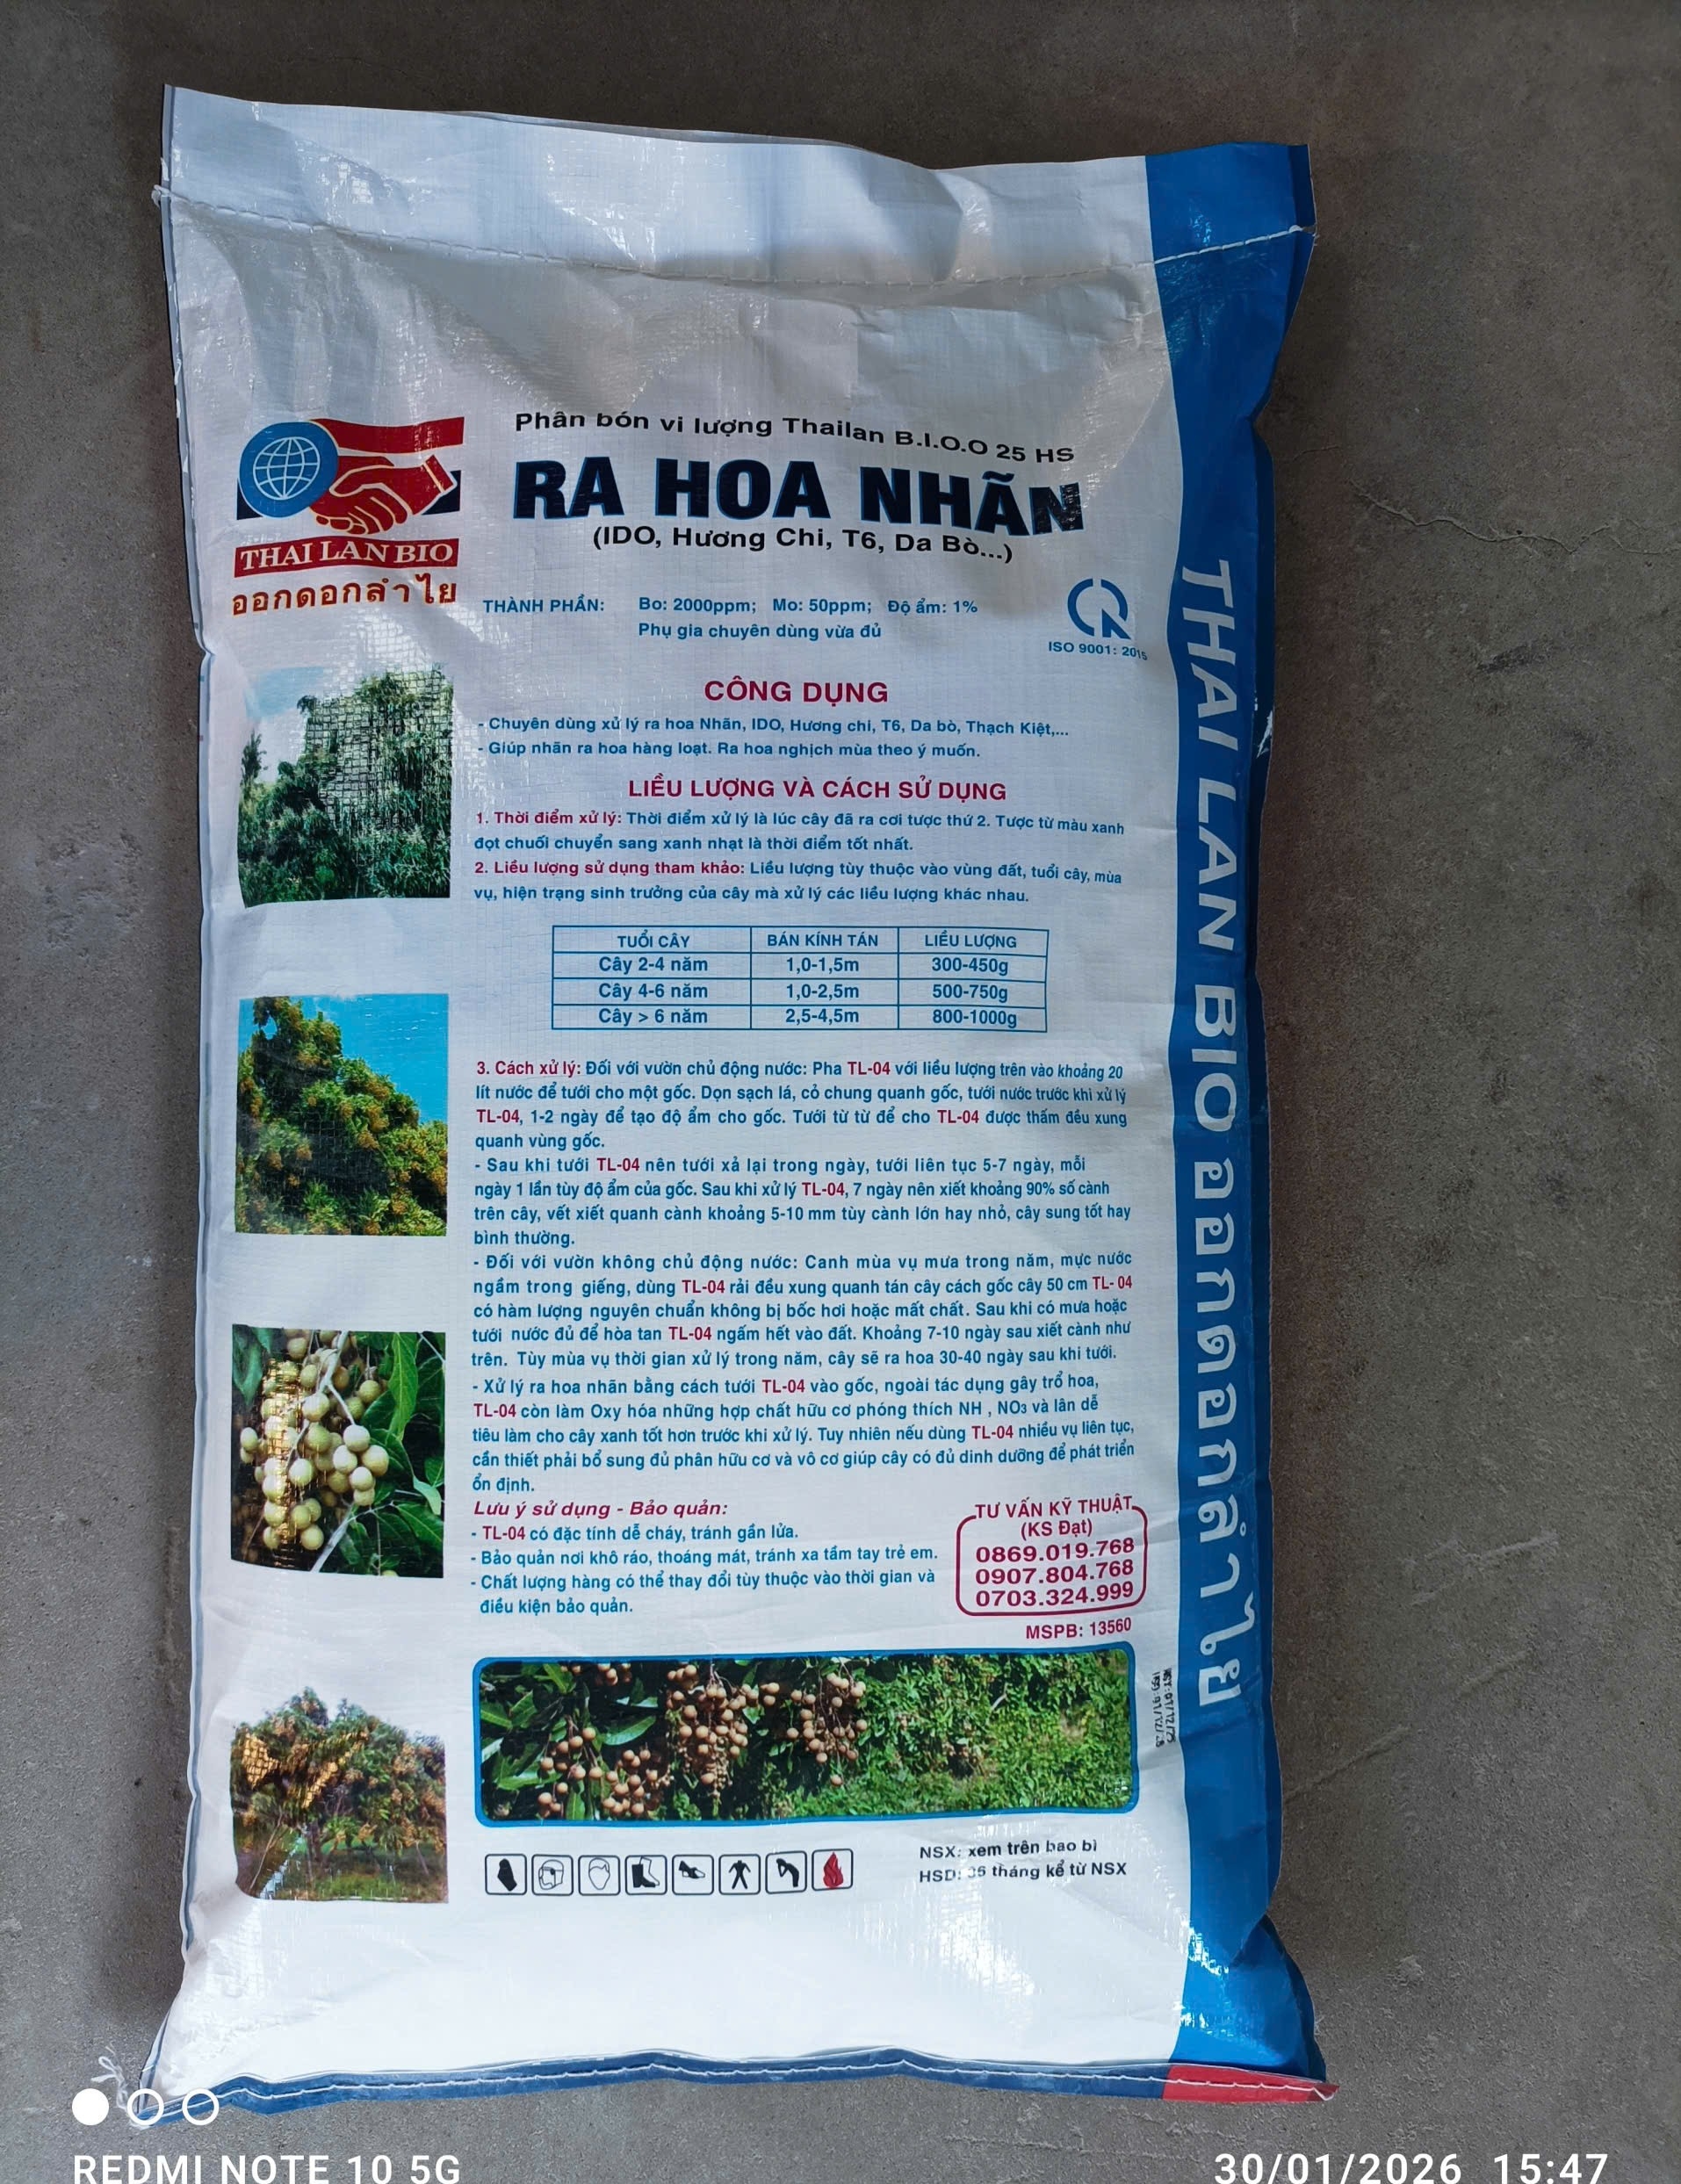 Phân bón vi lượng Thailan B.I.O.O 25 HS
RA HOA NHÃN
(IDO, Hương Chi, T6, Da Bò...)
THAI LAN BIO
ออกดอกลำไย
THÀNH PHẦN: Bo: 2000ppm; Mo: 50ppm; Độ ẩm: 1%
Phụ gia chuyên dùng vừa đủ
ISO 9001: 2015
CÔNG DỤNG
- Chuyên dùng xử lý ra hoa Nhãn, IDO, Hương chi, T6, Da bò, Thạch Kiệt,...
- Giúp nhãn ra hoa hàng loạt. Ra hoa nghịch mùa theo ý muốn.
LIỀU LƯỢNG VÀ CÁCH SỬ DỤNG
1. Thời điểm xử lý: Thời điểm xử lý là lúc cây đã ra cơi tược thứ 2. Tược từ màu xanh
đọt chuối chuyển sang xanh nhạt là thời điểm tốt nhất.
2. Liều lượng sử dụng tham khảo: Liều lượng tùy thuộc vào vùng đất, tuổi cây, mùa
vụ, hiện trạng sinh trưởng của cây mà xử lý các liều lượng khác nhau.
TUỔI CÂY BÁN KÍNH TÁN LIỀU LƯỢNG
Cây 2-4 năm 1,0-1,5m 300-450g
Cây 4-6 năm 1,0-2,5m 500-750g
Cây > 6 năm 2,5-4,5m 800-1000g
3. Cách xử lý: Đối với vườn chủ động nước: Pha TL-04 với liều lượng trên vào khoảng 20
lít nước để tưới cho một gốc. Dọn sạch lá, cỏ chung quanh gốc, tưới nước trước khi xử lý
TL-04, 1-2 ngày để tạo độ ẩm cho gốc. Tưới từ từ để cho TL-04 được thấm đều xung
quanh vùng gốc.
- Sau khi tưới TL-04 nên tưới xả lại trong ngày, tưới liên tục 5-7 ngày, mỗi
ngày 1 lần tùy độ ẩm của gốc. Sau khi xử lý TL-04, 7 ngày nên xiết khoảng 90% số cành
trên cây, vết xiết quanh cành khoảng 5-10 mm tùy cành lớn hay nhỏ, cây sung tốt hay
bình thường.
- Đối với vườn không chủ động nước: Canh mùa vụ mưa trong năm, mực nước
ngầm trong giếng, dùng TL-04 rải đều xung quanh tán cây cách gốc cây 50 cm TL- 04
có hàm lượng nguyên chuẩn không bị bốc hơi hoặc mất chất. Sau khi có mưa hoặc
tưới nước đủ để hòa tan TL-04 ngấm hết vào đất. Khoảng 7-10 ngày sau xiết cành như
trên. Tùy mùa vụ thời gian xử lý trong năm, cây sẽ ra hoa 30-40 ngày sau khi tưới.
- Xử lý ra hoa nhãn bằng cách tưới TL-04 vào gốc, ngoài tác dụng gây trổ hoa,
TL-04 còn làm Oxy hóa những hợp chất hữu cơ phóng thích NH , NO3 và lân dễ
tiêu làm cho cây xanh tốt hơn trước khi xử lý. Tuy nhiên nếu dùng TL-04 nhiều vụ liên tục,
cần thiết phải bổ sung đủ phân hữu cơ và vô cơ giúp cây có đủ dinh dưỡng để phát triển
ổn định.
Lưu ý sử dụng - Bảo quản:
- TL-04 có đặc tính dễ cháy, tránh gần lửa.
- Bảo quản nơi khô ráo, thoáng mát, tránh xa tầm tay trẻ em.
- Chất lượng hàng có thể thay đổi tùy thuộc vào thời gian và
điều kiện bảo quản.
TƯ VẤN KỸ THUẬT
(KS Đạt)
0869.019.768
0907.804.768
0703.324.999
MSPB: 13560
NSX: xem trên bao bì
HSD: 36 tháng kể từ NSX
THAI LAN BIO ออกดอกลำไย
REDMI NOTE 10 5G
30/01/2026 15:47